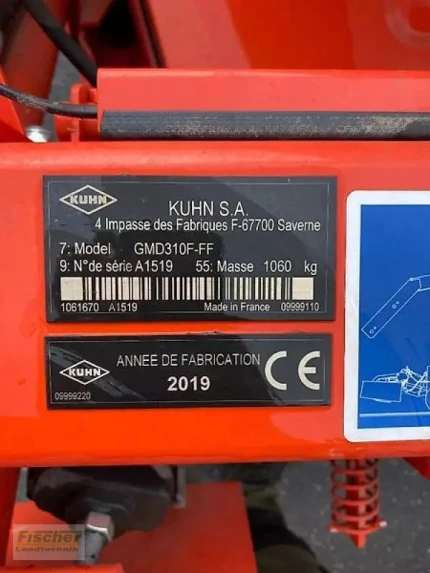 KUHN
KUHN S.A.
4 Impasse des Fabriques F-67700 Saverne
7: Model GMD310F-FF
9: N°de série A1519 55: Masse 1060 kg
1061670 A1519 Made in France 09999110
KUHN
ANNEE DE FABRICATION
2019
CE
09999220
Fischer
Landtechnik